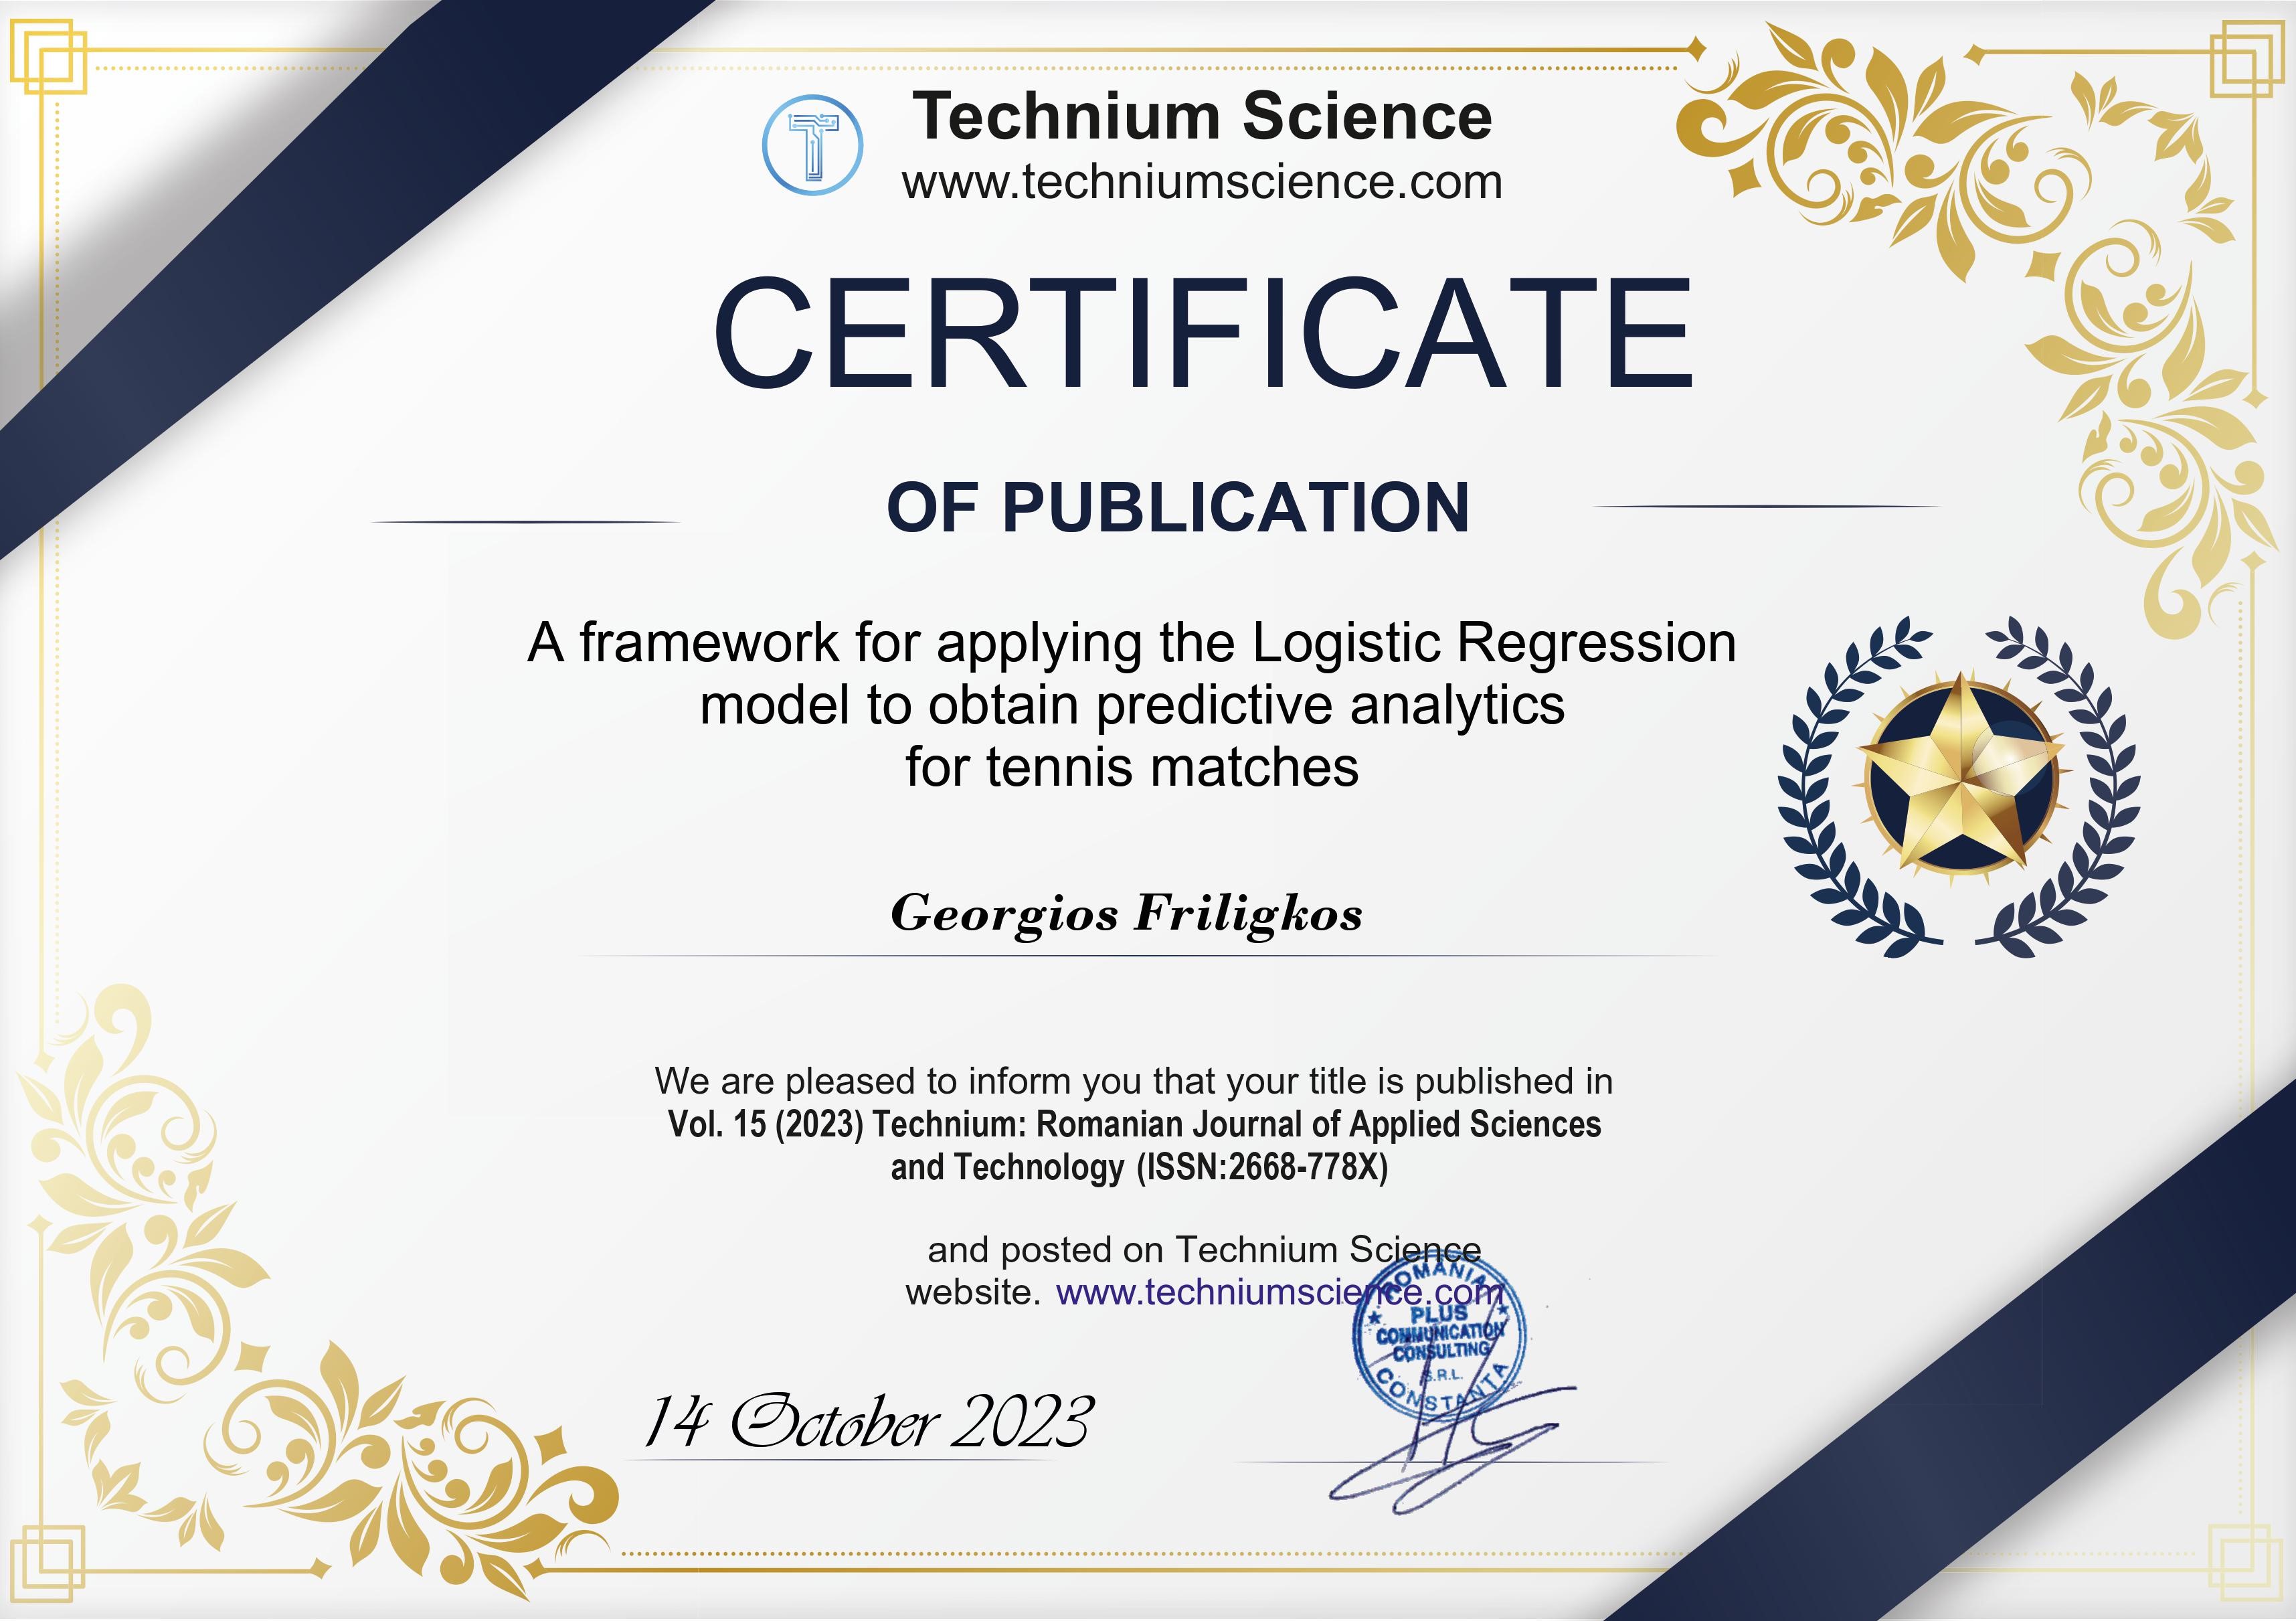 Technium Science
www.techniumscience.com
CERTIFICATE
OF PUBLICATION
A framework for applying the Logistic Regression
model to obtain predictive analytics
for tennis matches
Georgios Friligkos
We are pleased to inform you that your title is published in
Vol. 15 (2023) Technium: Romanian Journal of Applied Sciences
and Technology (ISSN:2668-778X)
and posted on Technium Science
website. www.techniumscience.com
ROMANIA
PLUS
COMMUNICATION
CONSULTING
S.R.L.
CONSTANTA
14 October 2023